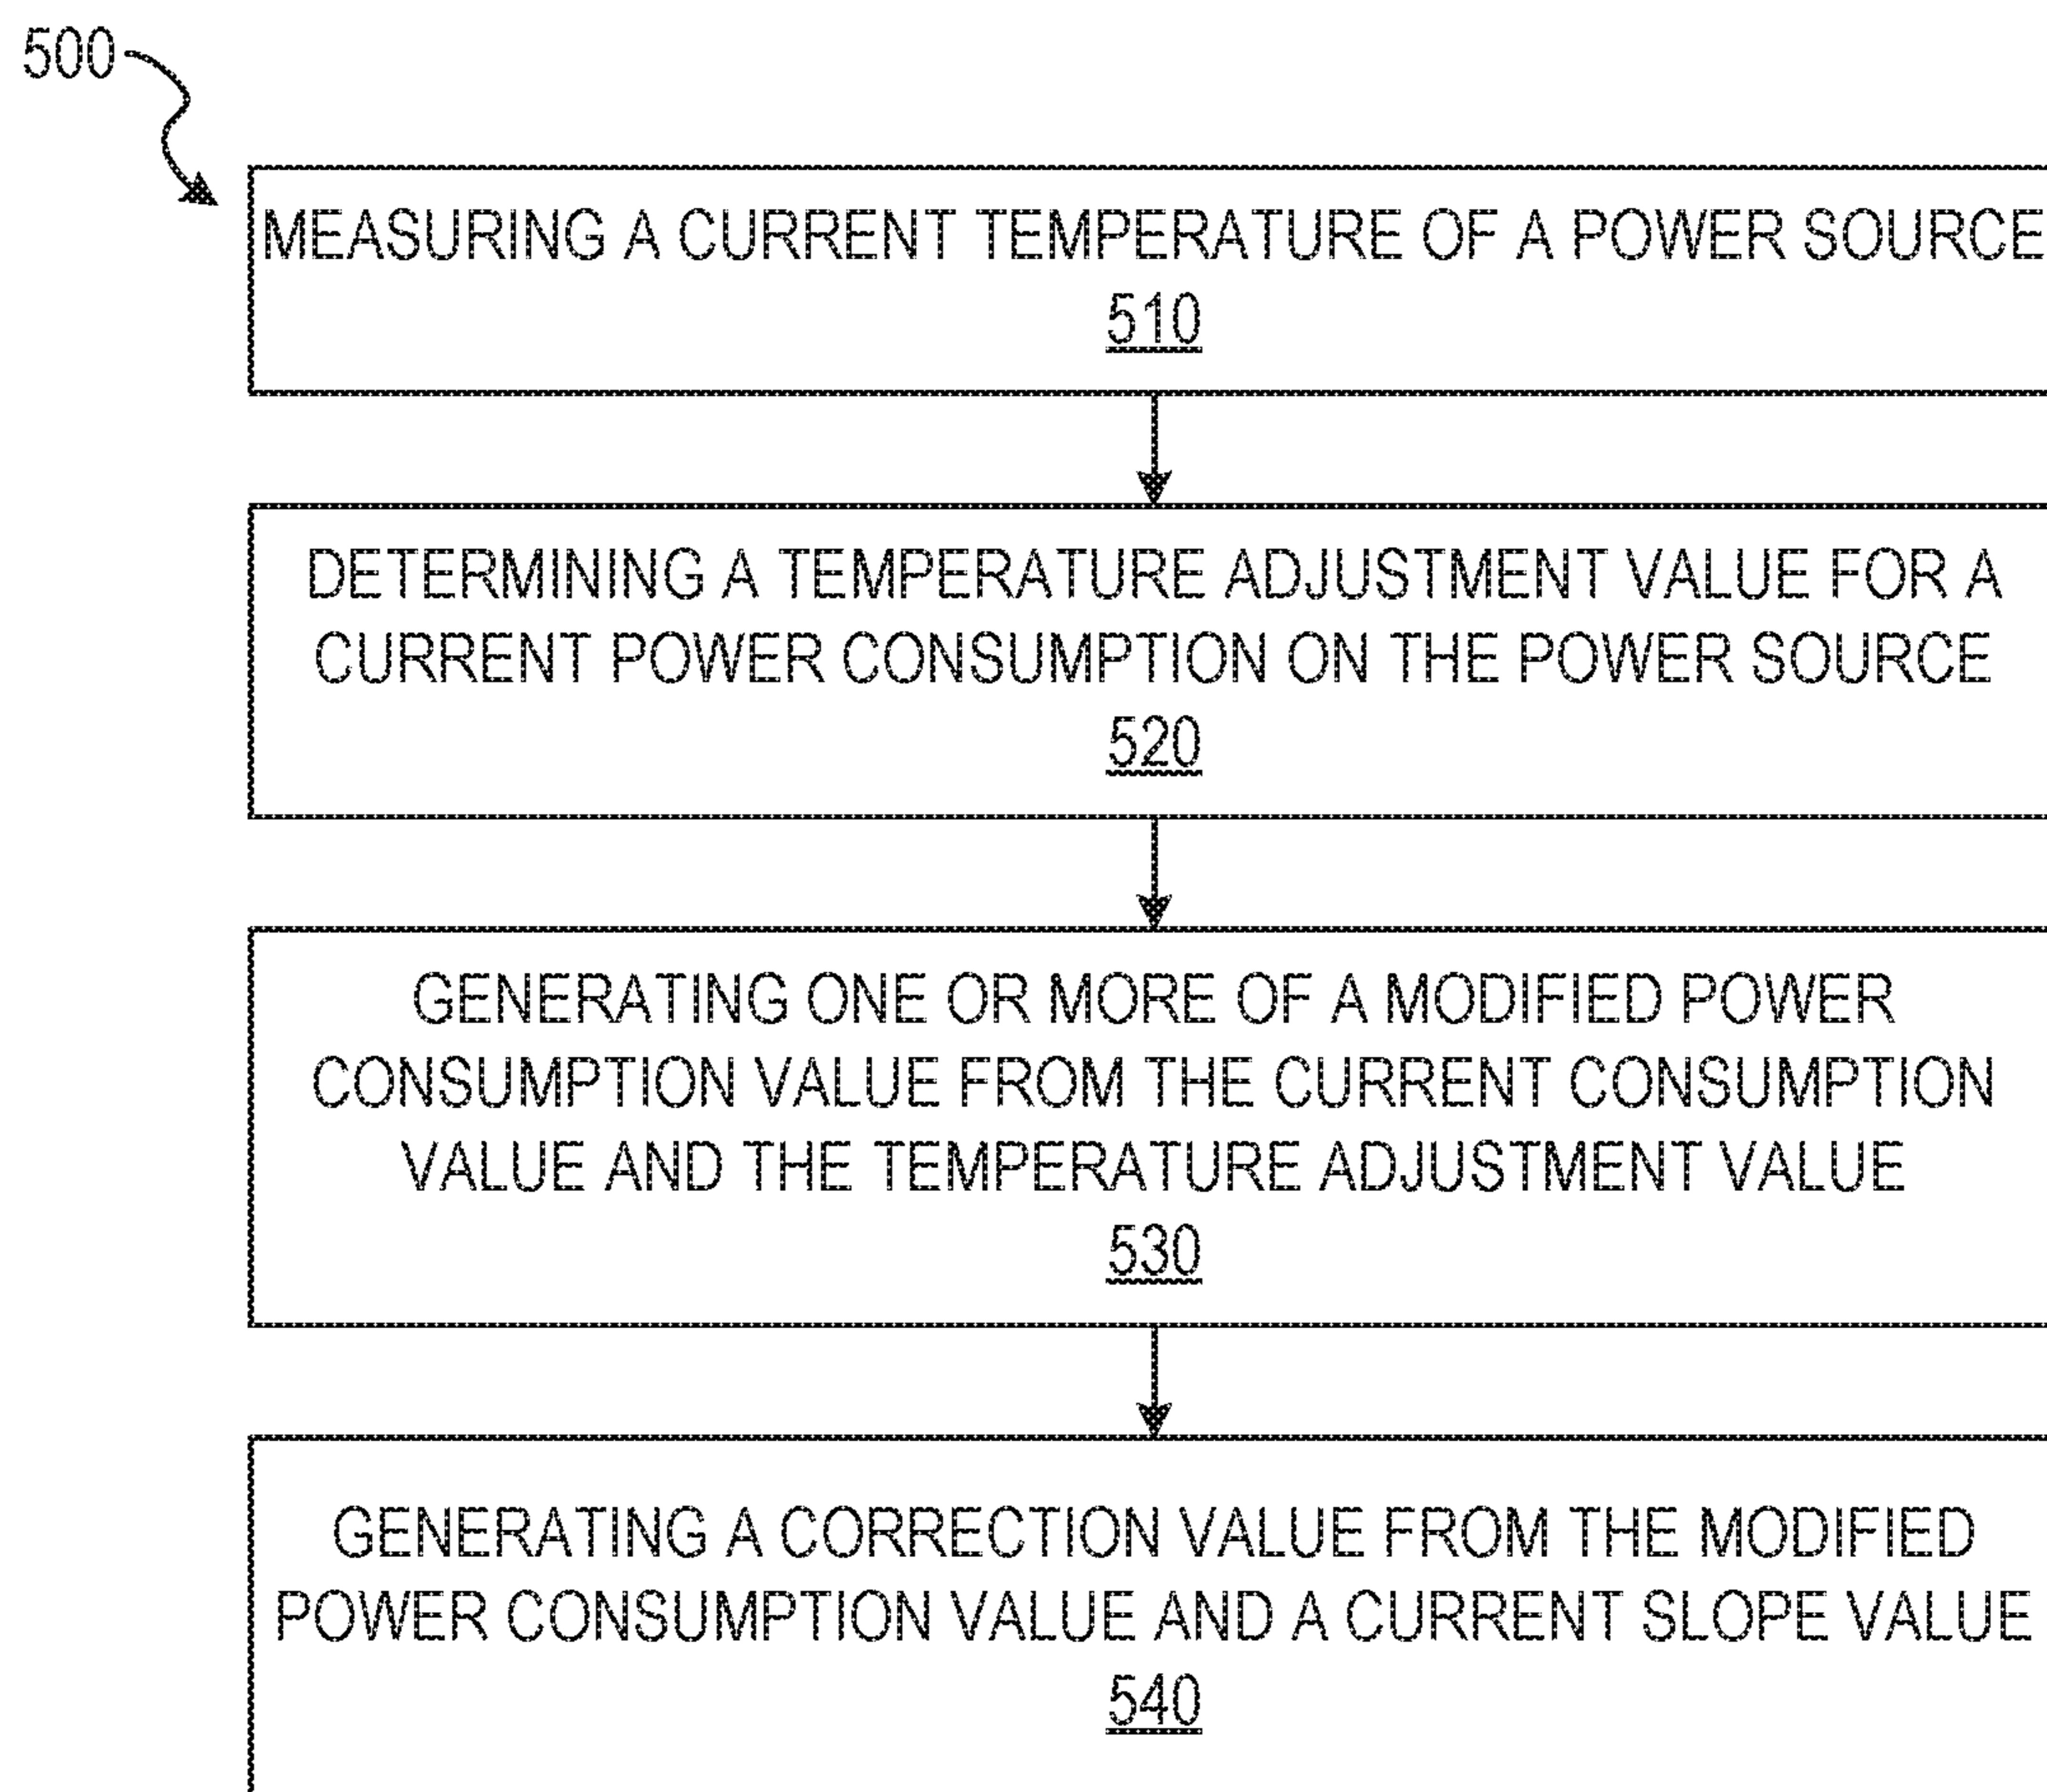 500
MEASURING A CURRENT TEMPERATURE OF A POWER SOURCE
510
DETERMINING A TEMPERATURE ADJUSTMENT VALUE FOR A
CURRENT POWER CONSUMPTION ON THE POWER SOURCE
520
GENERATING ONE OR MORE OF A MODIFIED POWER
CONSUMPTION VALUE FROM THE CURRENT CONSUMPTION
VALUE AND THE TEMPERATURE ADJUSTMENT VALUE
530
GENERATING A CORRECTION VALUE FROM THE MODIFIED
POWER CONSUMPTION VALUE AND A CURRENT SLOPE VALUE
540